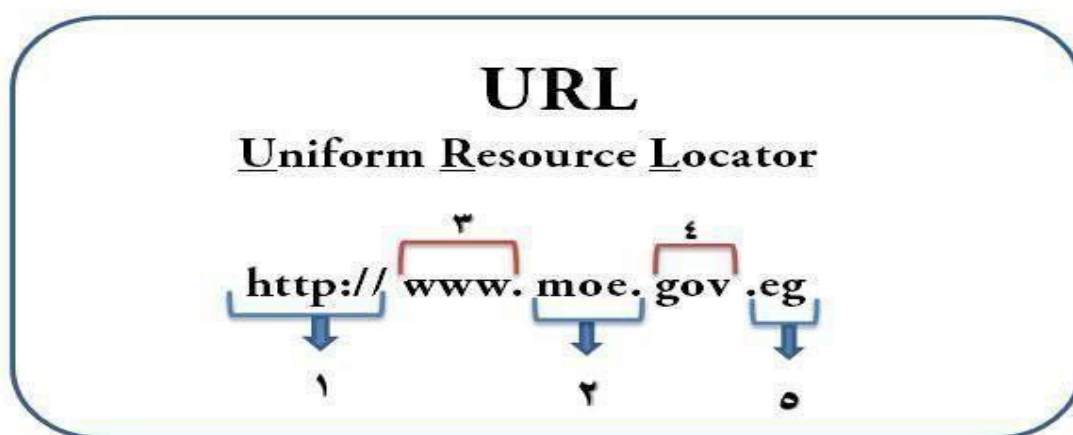 URL
Uniform Resource Locator
٣ ٤
http:// www. moe. gov .eg
١ ٢ ٥